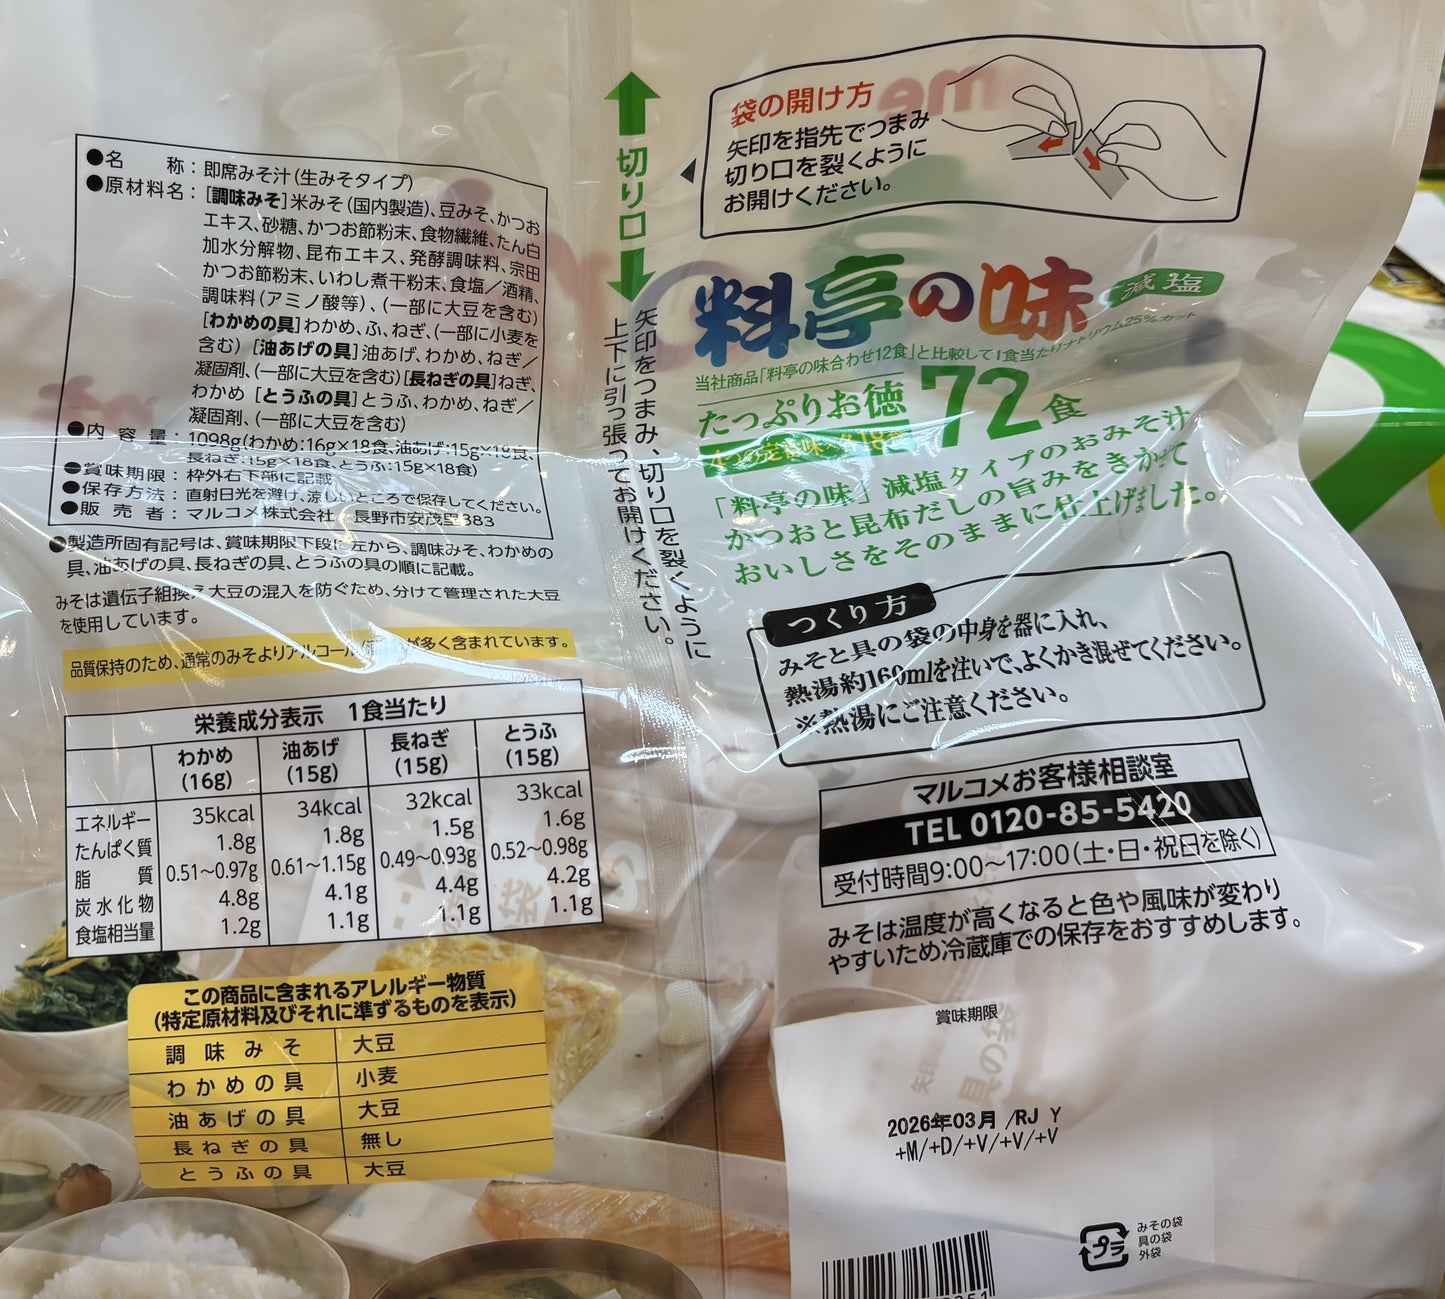 ●名　　称：即席みそ汁(生みそタイプ)
●原材料名：[調味みそ]米みそ(国内製造)、豆みそ、かつお
エキス、砂糖、かつお節粉末、食物繊維、たん白
加水分解物、昆布エキス、発酵調味料、宗田
かつお節粉末、いわし煮干粉末、食塩／酒精、
調味料(アミノ酸等)、(一部に大豆を含む)
[わかめの具]わかめ、ふ、ねぎ、(一部に小麦を
含む) [油あげの具]油あげ、わかめ、ねぎ／
凝固剤、(一部に大豆を含む)[長ねぎの具]ねぎ、
わかめ [とうふの具]とうふ、わかめ、ねぎ／
凝固剤、(一部に大豆を含む)
●内 容 量：1098g(わかめ:16g×18食、油あげ:15g×18食、
長ねぎ:15g×18食、とうふ:15g×18食)
●賞味期限：枠外右下部に記載
●保存方法：直射日光を避け、涼しいところで保存してください。
●販 売 者：マルコメ株式会社　長野市安茂里883
●製造所固有記号は、賞味期限下段に左から、調味みそ、わかめの
具、油あげの具、長ねぎの具、とうふの具の順に記載。
みそは遺伝子組換え大豆の混入を防ぐため、分けて管理された大豆
を使用しています。
品質保持のため、通常のみそよりアルコール(酒精)が多く含まれています。
栄養成分表示　1食当たり
わかめ(16g) 油あげ(15g) 長ねぎ(15g) とうふ(15g)
エネルギー 35kcal 34kcal 32kcal 33kcal
たんぱく質 1.8g 1.8g 1.5g 1.6g
脂　　質 0.51〜0.97g 0.61〜1.15g 0.49〜0.93g 0.52〜0.98g
炭水化物 4.8g 4.1g 4.4g 4.2g
食塩相当量 1.2g 1.1g 1.1g 1.1g
この商品に含まれるアレルギー物質
(特定原材料及びそれに準ずるものを表示)
調味みそ 大豆
わかめの具 小麦
油あげの具 大豆
長ねぎの具 無し
とうふの具 大豆
切り口
矢印をつまみ、切り口を裂くように
上下に引っ張ってお開けください。
袋の開け方
矢印を指先でつまみ
切り口を裂くように
お開けください。
料亭の味 減塩
当社商品「料亭の味合わせ12食」と比較して1食当たりナトリウム25%カット
たっぷりお徳 72食
4つの定番味 各18食
「料亭の味」減塩タイプのおみそ汁
かつおと昆布だしの旨みをきかせて
おいしさをそのままに仕上げました。
つくり方
みそと具の袋の中身を器に入れ、
熱湯約160mlを注いで、よくかき混ぜてください。
※熱湯にご注意ください。
マルコメお客様相談室
TEL 0120-85-5420
受付時間9:00〜17:00(土・日・祝日を除く)
みそは温度が高くなると色や風味が変わり
やすいため冷蔵庫での保存をおすすめします。
賞味期限
2026年03月 /RJ Y
+M/+D/+V/+V/+V
プラ
みその袋
具の袋
外袋